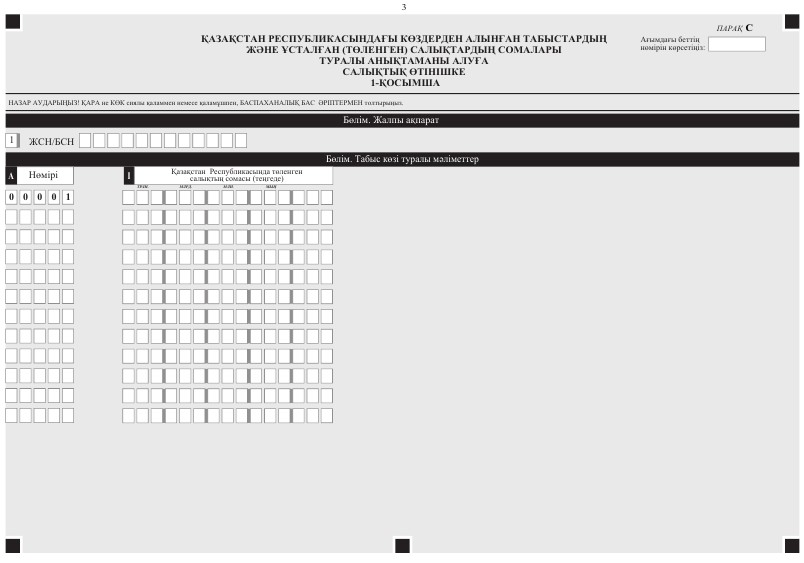 3
ПАРАҚ C
ҚАЗАҚСТАН РЕСПУБЛИКАСЫНДАҒЫ КӨЗДЕРДЕН АЛЫНҒАН ТАБЫСТАРДЫҢ
ЖӘНЕ ҰСТАЛҒАН (ТӨЛЕНГЕН) САЛЫҚТАРДЫҢ СОМАЛАРЫ
ТУРАЛЫ АНЫҚТАМАНЫ АЛУҒА
САЛЫҚТЫҚ ӨТІНІШКЕ
1-ҚОСЫМША
Ағымдағы беттің
нөмірін көрсетіңіз:
НАЗАР АУДАРЫҢЫЗ! ҚАРА не КӨК сиялы қаламмен немесе қаламұшпен, БАСПАХАНАЛЫҚ БАС ӘРІПТЕРМЕН толтырыңыз.
Бөлім. Жалпы ақпарат
1 ЖСН/БСН
Бөлім. Табыс көзі туралы мәліметтер
A Нөмірі
I Қазақстан Республикасында төленген
салықтың сомасы (теңгеде)
трлн. млрд. млн. мың
0 0 0 0 1